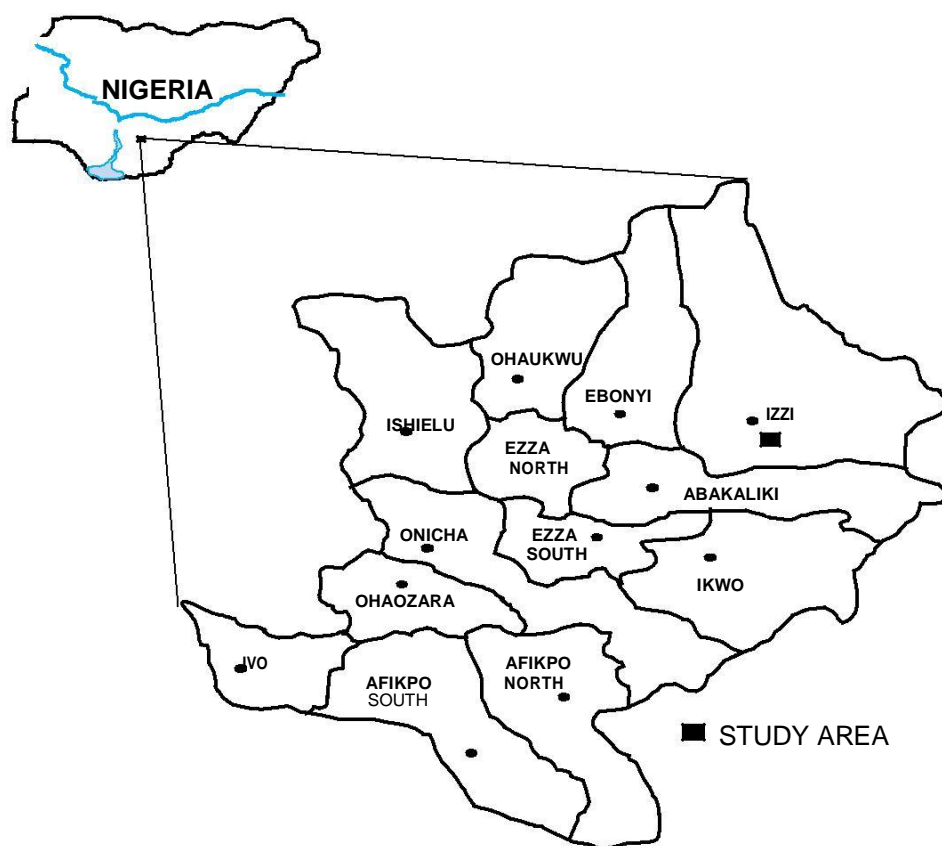 NIGERIA
OHAUKWU
EBONYI
IZZI
ISHIELU
EZZA
NORTH
ABAKALIKI
ONICHA
EZZA
SOUTH
IKWO
OHAOZARA
IVO
AFIKPO
SOUTH
AFIKPO
NORTH
STUDY AREA